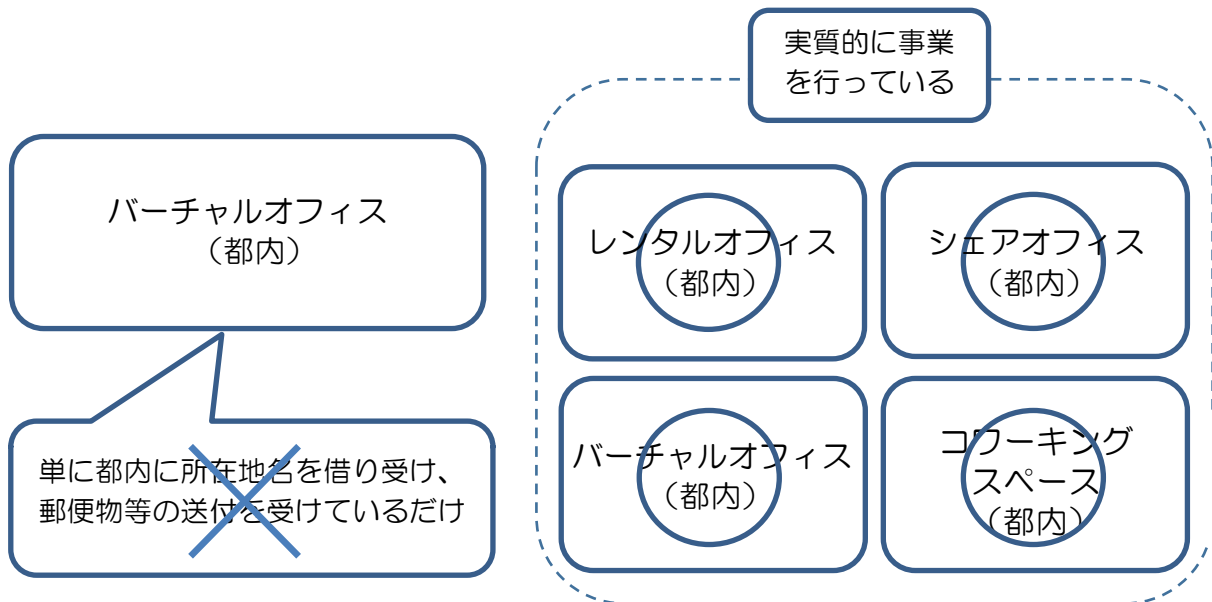 バーチャルオフィス
（都内）
単に都内に所在地名を借り受け、
郵便物等の送付を受けているだけ
実質的に事業
を行っている
レンタルオフィス
（都内）
シェアオフィス
（都内）
バーチャルオフィス
（都内）
コワーキング
スペース
（都内）